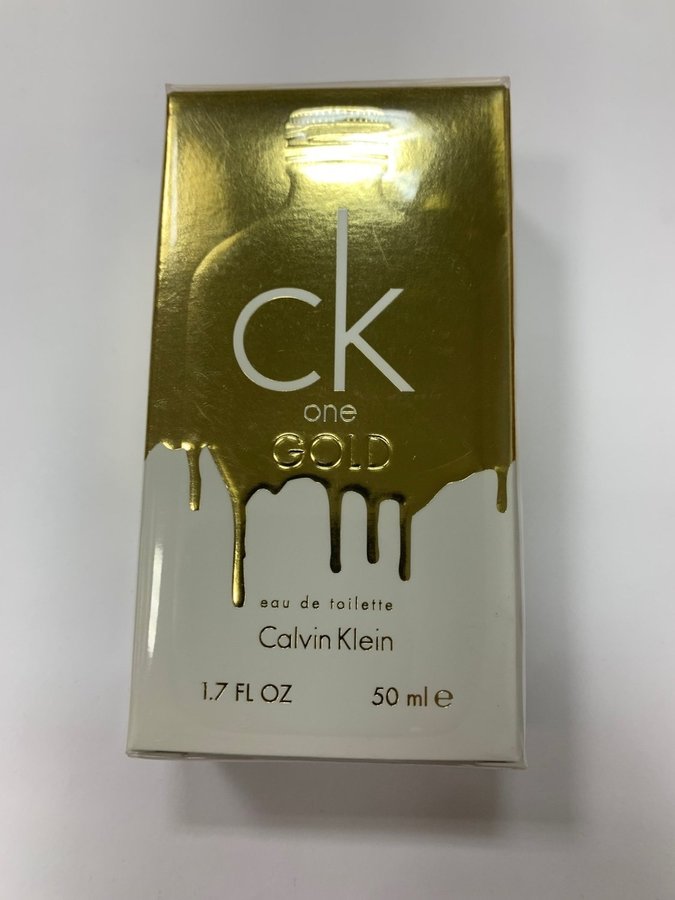 ck
one
GOLD
eau de toilette
Calvin Klein
1.7 FL OZ 50 ml e